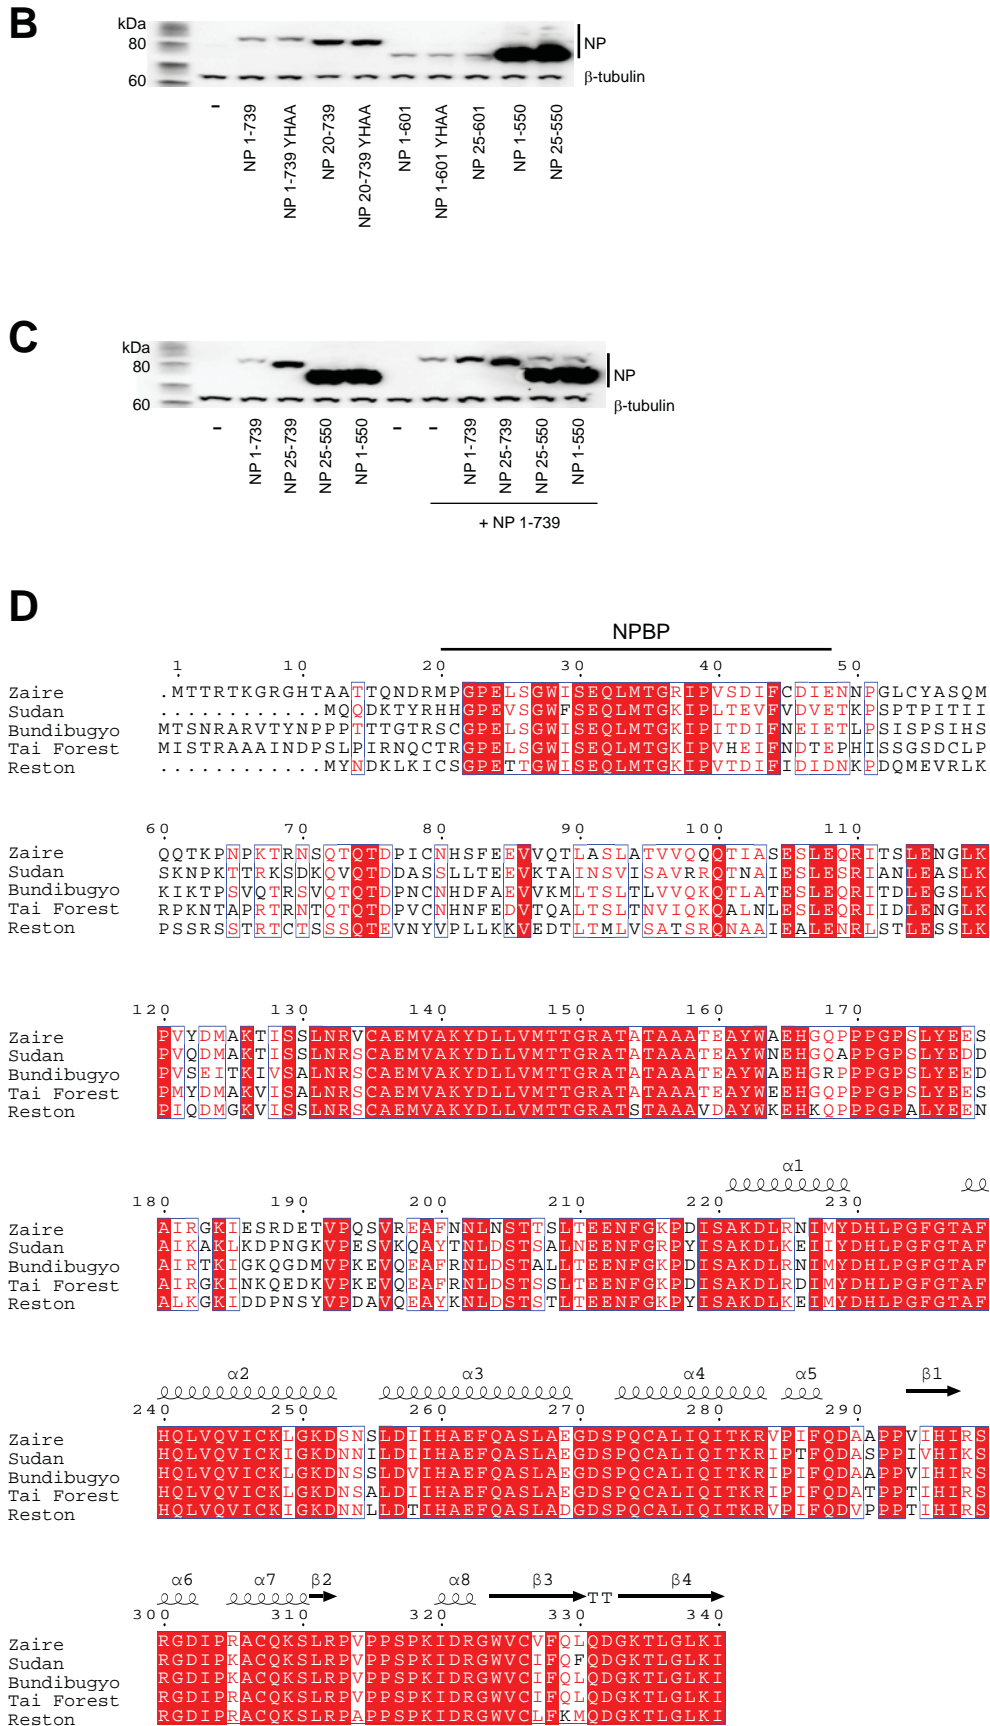 B
kDa
80
60
NP
β-tubulin
-
NP 1-739
NP 1-739 YHAA
NP 20-739
NP 20-739 YHAA
NP 1-601
NP 1-601 YHAA
NP 25-601
NP 1-550
NP 25-550
C
kDa
80
60
NP
β-tubulin
-
NP 1-739
NP 25-739
NP 25-550
NP 1-550
-
-
NP 1-739
NP 25-739
NP 25-550
NP 1-550
+ NP 1-739
D
NPBP
1 10 20 30 40 50
Zaire .MTTRTKGRGHTAATTQNDRMPGPELSGWISEQLMTGRIPVSDIFCDIENNPGLCYASQM
Sudan ............MQQDKTYRHHGPEVSGWFSEQLMTGKIPLTEVFVDVETKPSPTPITII
Bundibugyo MTSNRARVTYNPPPTTTGTRSCGPELSGWISEQLMTGKIPITDIFNEIETLPSISPSIHS
Tai Forest MISTRAAAINDPSLPIRNQCTRGPELSGWISEQLMTGKIPVHEIFNDTEPHISSGSDCLP
Reston ............MYNDKLKICSGPETTGWISEQLMTGKIPVTDIFIDIDNKPDQMEVRLK
60 70 80 90 100 110
Zaire QQTKPNPKTRNSQTQTDPICNHSFEEVVQTLASLATVVQQQTIASESLEQRITSLENGLK
Sudan SKNPKTTRKSDKQVQTDDASSLLTEEVKTAINSVISAVRRQTNAIESLESRIANLEASLK
Bundibugyo KIKTPSVQTRSVQTQTDPNCNHDFAEVVKMLTSLTLVVQKQTLATESLEQRITDLEGSLK
Tai Forest RPKNTAPRTRNTQTQTDPVCNHNFEDVTQALTSLTNVIQKQALNLESLEQRIIDLENGLK
Reston PSSRSSTRTCTSSSQTEVNYVPLLKKVEDTLTMLVSATSRQNAAIEALENRLSTLESSLK
120 130 140 150 160 170
Zaire PVYDMAKTISSLNRVCAEMVAKYDLLVMTTGRATATAAATEAYWAEHGQPPPGPSLYEES
Sudan PVQDMAKTISSLNRSCAEMVAKYDLLVMTTGRATATAAATEAYWNEHGQAPPGPSLYEDD
Bundibugyo PVSEITKIVSALNRSCAEMVAKYDLLVMTTGRATATAAATEAYWAEHGRPPPGPSLYEED
Tai Forest PMYDMAKVISALNRSCAEMVAKYDLLVMTTGRATATAAATEAYWEEHGQPPPGPSLYEES
Reston PIQDMGKVISSLNRSCAEMVAKYDLLVMTTGRATSTAAAVDAYWKEHKQPPPGPALYEEN
α1
180 190 200 210 220 230
Zaire AIRGKIESRDETVPQSVREAFNNLNSTTSLTEENFGKPDISAKDLRNIMYDHLPGFGTAF
Sudan AIKAKLKDPNGKVPESVKQAYTNLDSTSALNEENFGRPYISAKDLKEIIYDHLPGFGTAF
Bundibugyo AIRTKIGKQGDMVPKEVQEAFRNLDSTALLTEENFGKPDISAKDLRNIMYDHLPGFGTAF
Tai Forest AIRGKINKQEDKVPKEVQEAFRNLDSTSSLTEENFGKPDISAKDLRDIMYDHLPGFGTAF
Reston ALKGKIDDPNSYVPDAVQEAYKNLDSTSTLTEENFGKPYISAKDLKEIMYDHLPGFGTAF
α2 α3 α4 α5 β1
240 250 260 270 280 290
Zaire HQLVQVICKLGKDSNSLDIIHAEFQASLAEGDSPQCALIQITKRVPIFQDAAPPVIHIRS
Sudan HQLVQVICKIGKDNNILDIIHAEFQASLAEGDSPQCALIQITKRIPTFQDASPPIVHIKS
Bundibugyo HQLVQVICKLGKDNSSLDVIHAEFQASLAEGDSPQCALIQITKRIPIFQDAAPPVIHIRS
Tai Forest HQLVQVICKLGKDNSALDIIHAEFQASLAEGDSPQCALIQITKRIPIFQDATPPTIHIRS
Reston HQLVQVICKIGKDNNLLDTIHAEFQASLADGDSPQCALIQITKRVPIFQDVPPPTIHIRS
α6 α7 β2 α8 β3 TT β4
300 310 320 330 340
Zaire RGDIPRACQKSLRPVPPSPKIDRGWVCVFQLQDGKTLGLKI
Sudan RGDIPKACQKSLRPVPPSPKIDRGWVCIFQFQDGKTLGLKI
Bundibugyo RGDIPKACQKSLRPVPPSPKIDRGWVCIFQLQDGKTLGLKI
Tai Forest RGDIPRACQKSLRPVPPSPKIDRGWVCIFQLQDGKTLGLKI
Reston RGDIPRACQKSLRPAPPSPKIDRGWVCLFKMQDGKTLGLKI